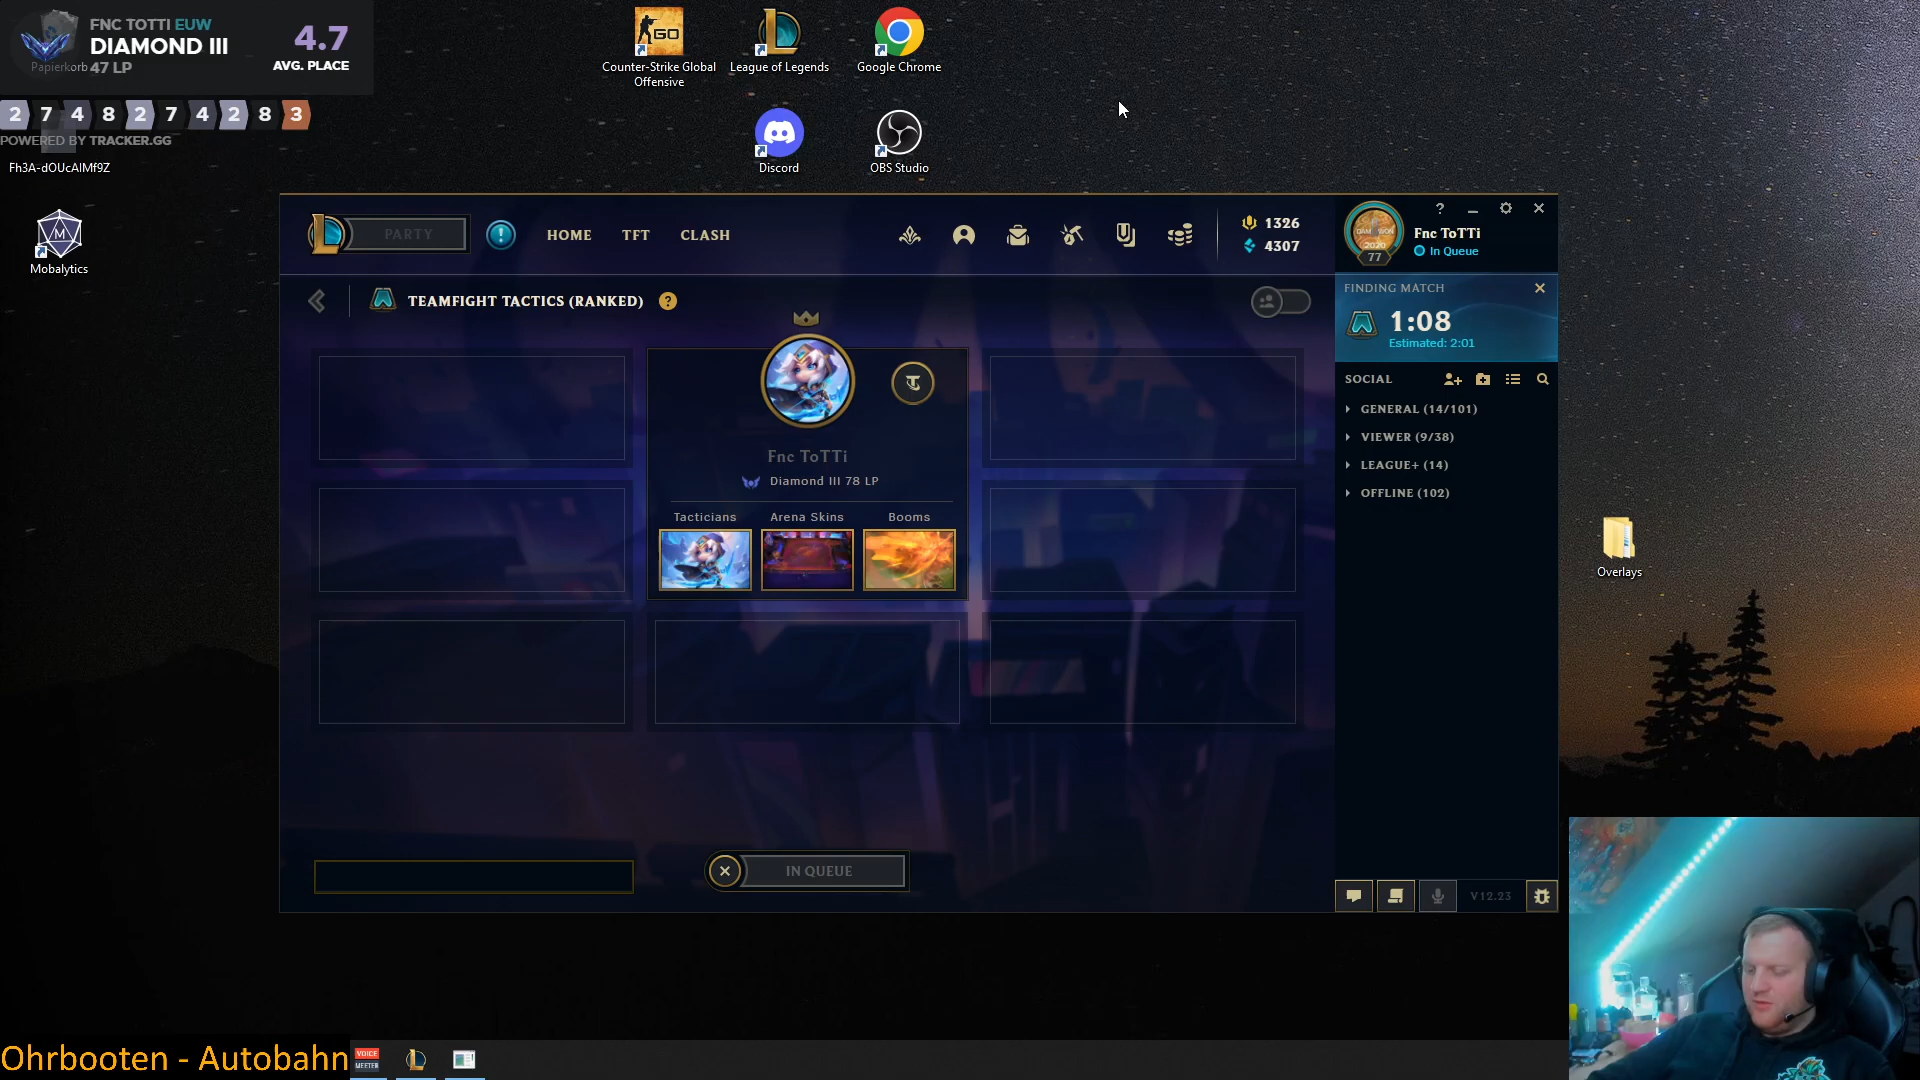 FNC TOTTI EUW
DIAMOND III
47 LP
Papierkorb
4.7
AVG. PLACE
2 7 4 8 2 7 4 2 8 3
POWERED BY TRACKER.GG
Fh3A-dOUcAIMf9Z
Mobalytics
GO
Counter-Strike Global
Offensive
League of Legends
Google Chrome
Discord
OBS Studio
PARTY
HOME
TFT
CLASH
1326
4307
77
Fnc ToTTi
In Queue
TEAMFIGHT TACTICS (RANKED)
?
FINDING MATCH
1:08
Estimated: 2:01
SOCIAL
GENERAL (14/101)
VIEWER (9/38)
LEAGUE+ (14)
OFFLINE (102)
Fnc ToTTi
Diamond III 78 LP
Tacticians
Arena Skins
Booms
IN QUEUE
V12.23
Overlays
Ohrbooten - Autobahn
VOICE
MEETER